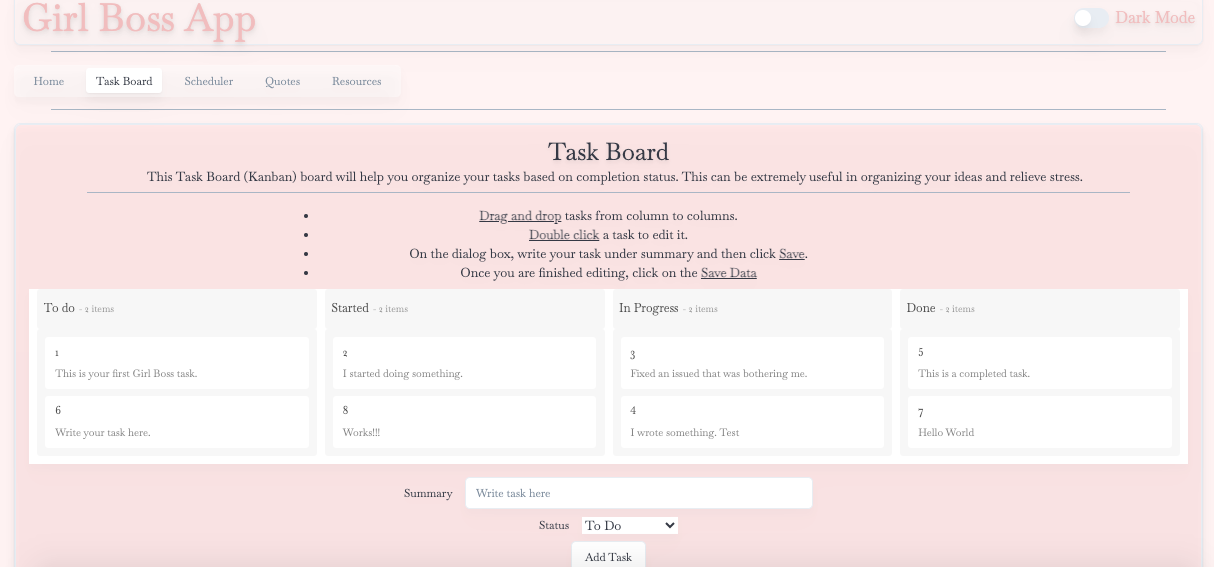 Girl Boss App
Dark Mode
Home Task Board Scheduler Quotes Resources
Task Board
This Task Board (Kanban) board will help you organize your tasks based on completion status. This can be extremely useful in organizing your ideas and relieve stress.
• Drag and drop tasks from column to columns.
• Double click a task to edit it.
• On the dialog box, write your task under summary and then click Save.
• Once you are finished editing, click on the Save Data
To do - 2 items
1
This is your first Girl Boss task.
6
Write your task here.
Started - 2 items
2
I started doing something.
8
Works!!!
In Progress - 2 items
3
Fixed an issued that was bothering me.
4
I wrote something. Test
Done - 2 items
5
This is a completed task.
7
Hello World
Summary Write task here
Status To Do
Add Task